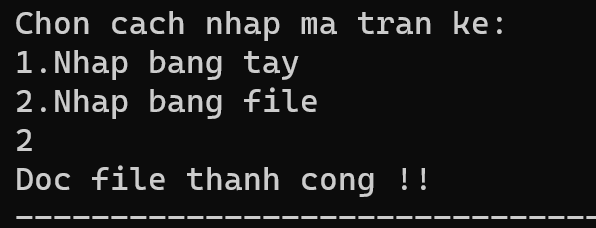 Chon cach nhap ma tran ke:
1.Nhap bang tay
2.Nhap bang file
2
Doc file thanh cong !!
-------------------------------